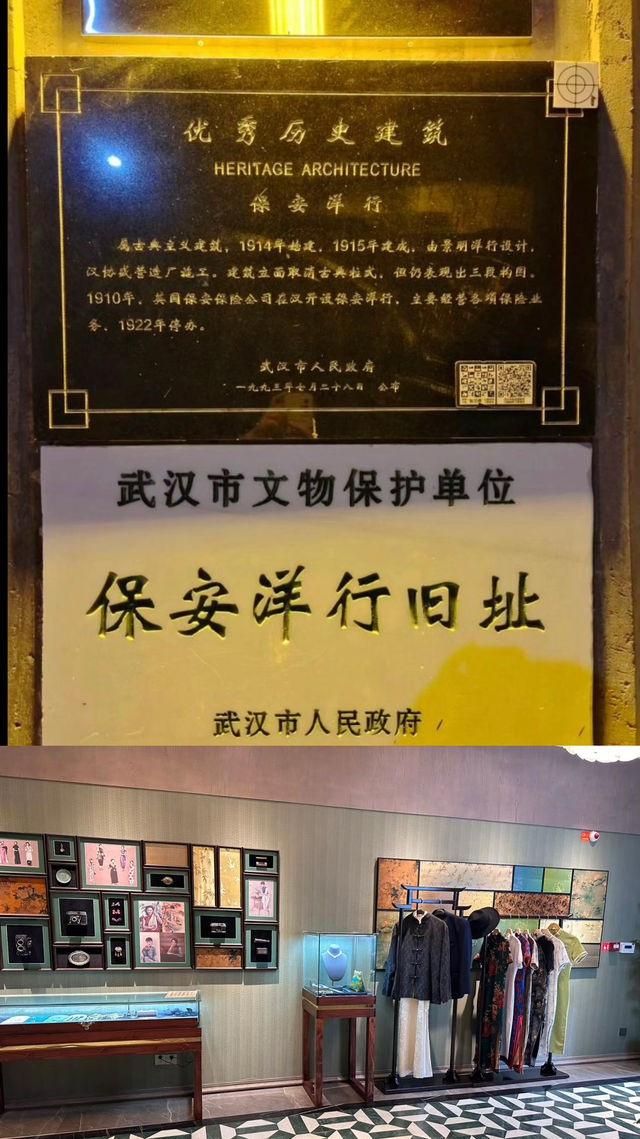 优秀历史建筑
HERITAGE ARCHITECTURE
保安洋行
属古典主义建筑，1914年始建，1915年建成，由景明洋行设计，
汉协盛营造厂施工。建筑立面取消古典柱式，但仍表现出三段构图。
1910年，英国保安保险公司在汉开设保安洋行，主要经营各项保险业
务，1922年停办。
武汉市人民政府
一九九三年七月二十八日 公布
武汉市文物保护单位
保安洋行旧址
武汉市人民政府